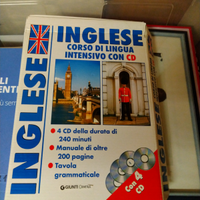 INGLESE
INGLESE
CORSO DI LINGUA
INTENSIVO CON CD
• 4 CD della durata di
240 minuti
• Manuale di oltre
200 pagine
• Tavola
grammaticale
GIUNTI
Con 4
CD